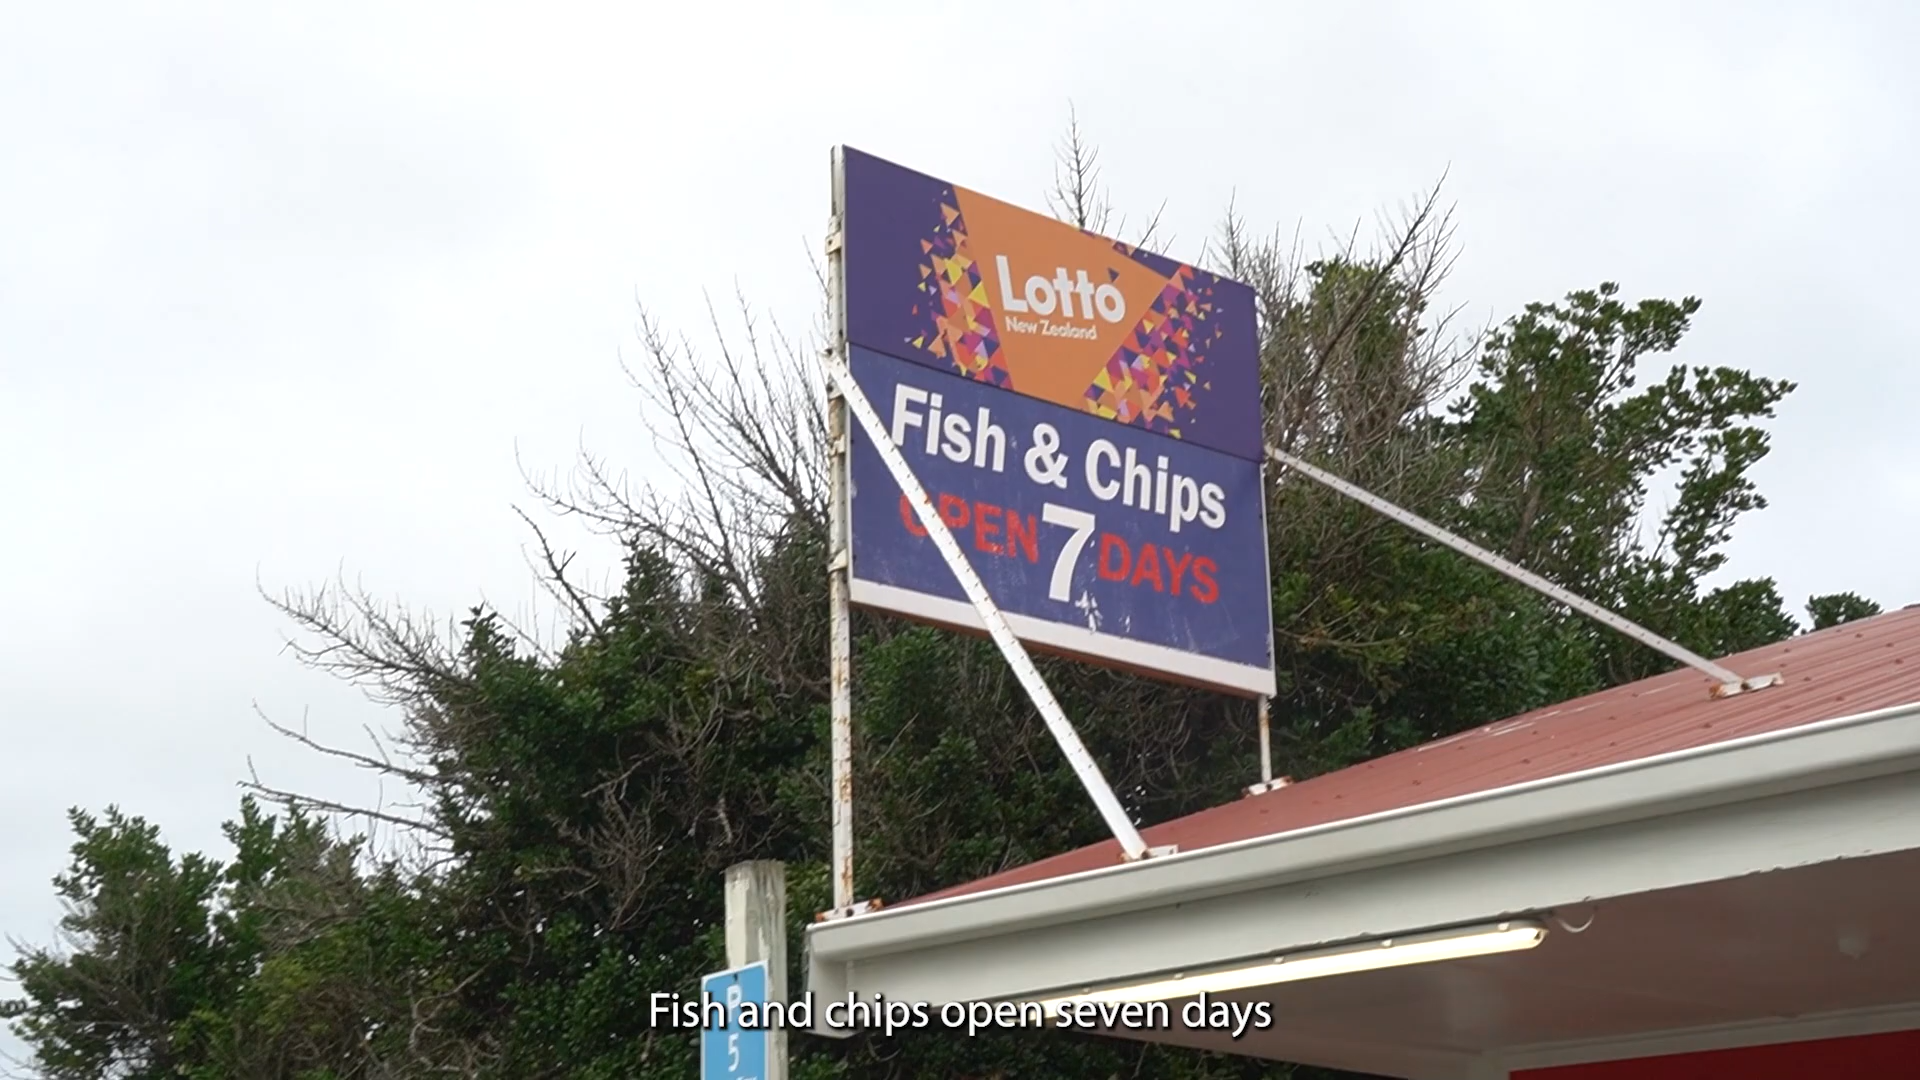 Lotto
New Zealand
Fish & Chips
OPEN 7 DAYS
P
5
Fish and chips open seven days